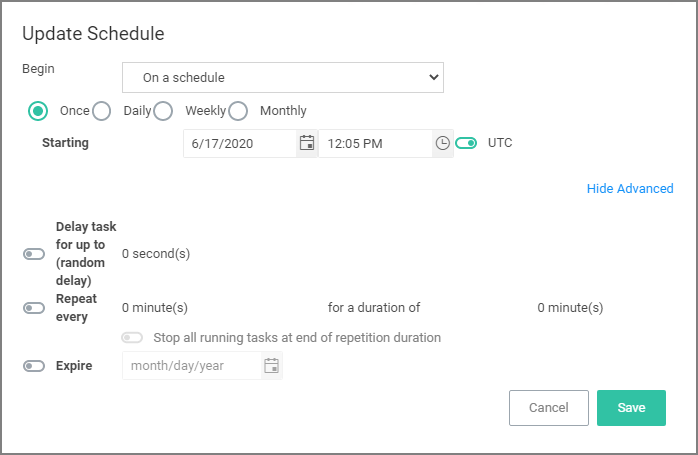 Update Schedule
Begin
On a schedule
Once Daily Weekly Monthly
Starting 6/17/2020 12:05 PM UTC
Hide Advanced
Delay task
for up to
(random
delay)
0 second(s)
Repeat
every
0 minute(s) for a duration of 0 minute(s)
Stop all running tasks at end of repetition duration
Expire month/day/year
Cancel Save